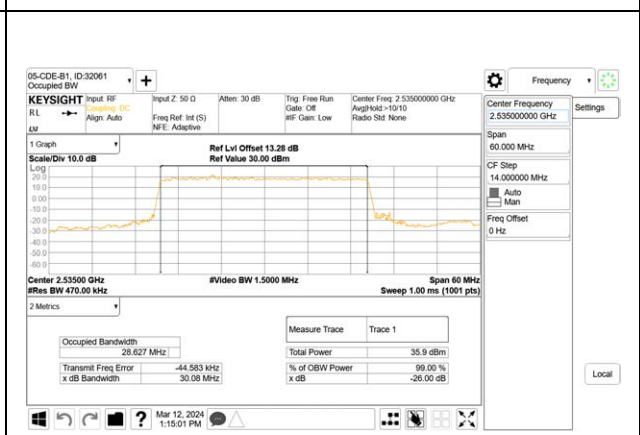 05-CDE-B1, ID:32061
Occupied BW
+
Frequency
KEYSIGHT Input: RF Input Z: 50 Ω Atten: 30 dB Trig: Free Run Center Freq: 2.535000000 GHz
RL Coupling: DC Gate: Off Avg|Hold:>10/10
Align: Auto Freq Ref: Int (S) #IF Gain: Low Radio Std: None
LM NFE: Adaptive
Center Frequency
2.535000000 GHz
Settings
Span
60.000 MHz
CF Step
14.000000 MHz
Auto
Man
Freq Offset
0 Hz
1 Graph
Ref Lvl Offset 13.28 dB
Scale/Div 10.0 dB Ref Value 30.00 dBm
Log
20.0
10.0
0.00
-10.0
-20.0
-30.0
-40.0
-50.0
-60.0
Center 2.53500 GHz #Video BW 1.5000 MHz Span 60 MHz
#Res BW 470.00 kHz Sweep 1.00 ms (1001 pts)
2 Metrics
Measure Trace Trace 1
Occupied Bandwidth
28.627 MHz Total Power 35.9 dBm
Transmit Freq Error -44.583 kHz % of OBW Power 99.00 %
x dB Bandwidth 30.08 MHz x dB -26.00 dB
Local
? Mar 12, 2024
1:15:01 PM